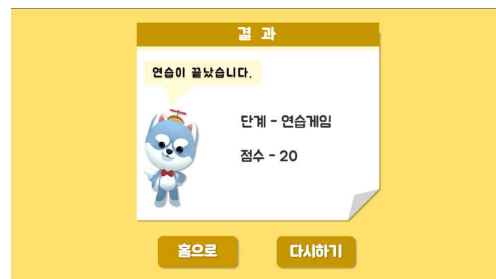 결 과
연습이 끝났습니다.
단계 - 연습게임
점수 - 20
홈으로
다시하기